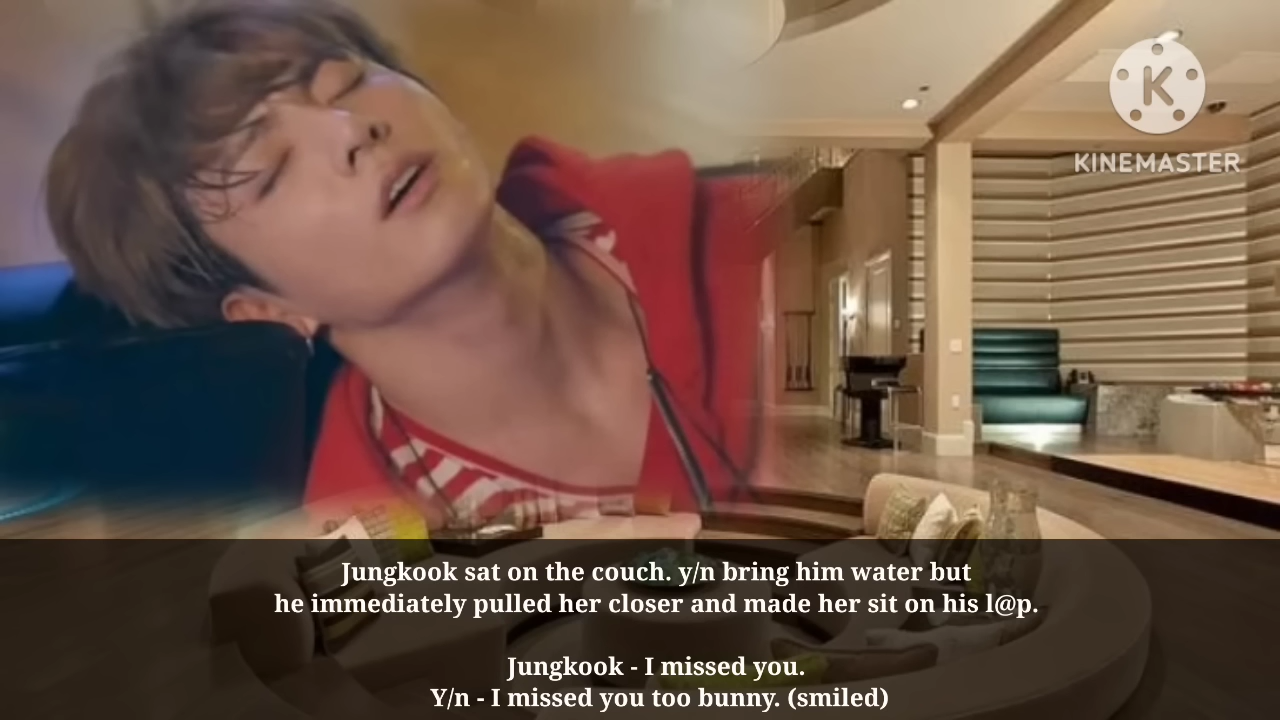 KINEMASTER
Jungkook sat on the couch. y/n bring him water but
he immediately pulled her closer and made her sit on his l@p.
Jungkook - I missed you.
Y/n - I missed you too bunny. (smiled)